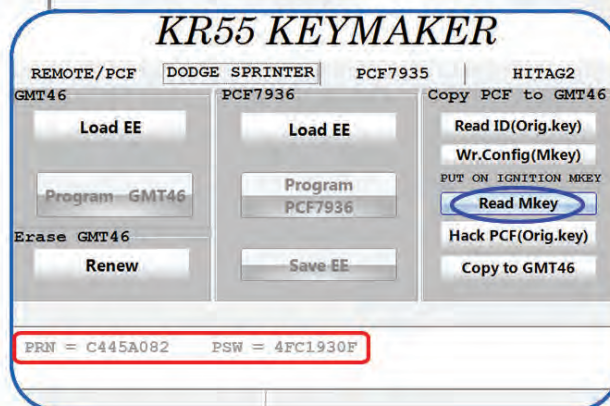 KR55 KEYMAKER
REMOTE/PCF DODGE SPRINTER PCF7935 HITAG2
GMT46 PCF7936 Copy PCF to GMT46
Load EE Load EE Read ID(Orig.key)
Wr.Config(Mkey)
PUT ON IGNITION MKEY
Program GMT46 Program PCF7936 Read Mkey
Erase GMT46 Hack PCF(Orig.key)
Renew Save EE Copy to GMT46
PRN = C445A082 PSW = 4FC1930F